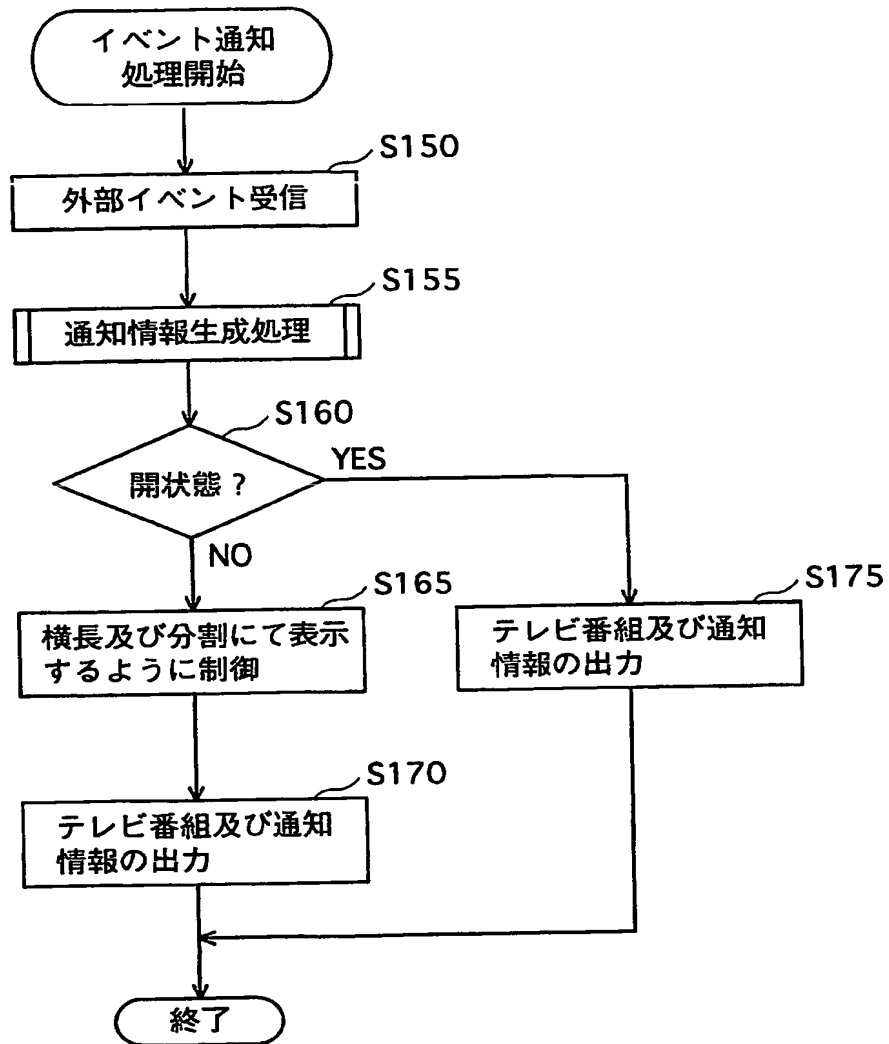 イベント通知
処理開始
S150
外部イベント受信
S155
通知情報生成処理
S160
開状態？
YES
NO
S165
横長及び分割にて表示
するように制御
S175
テレビ番組及び通知
情報の出力
S170
テレビ番組及び通知
情報の出力
終了